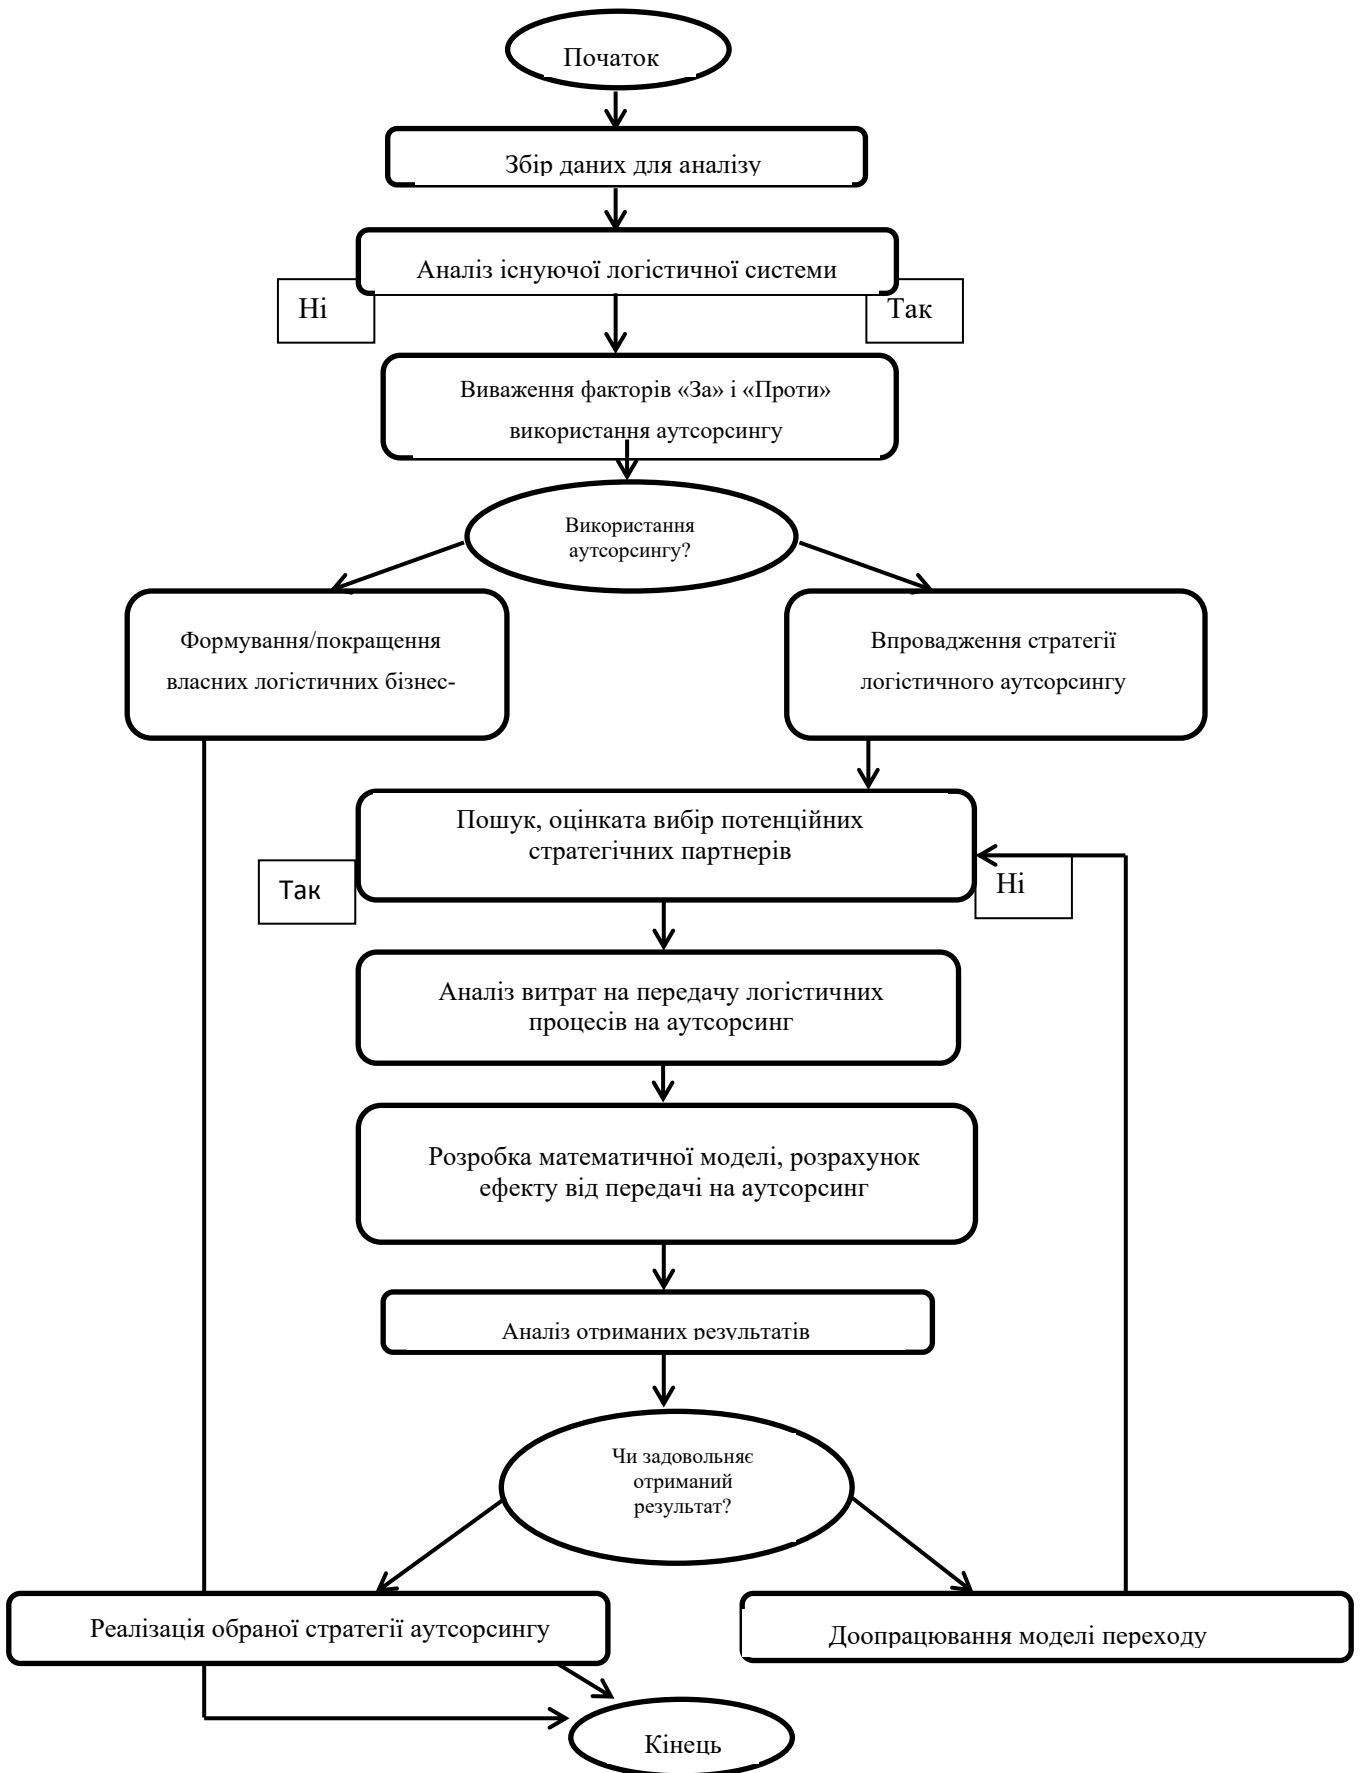 Початок
Збір даних для аналізу
Аналіз існуючої логістичної системи
Ні
Так
Виваження факторів «За» і «Проти»
використання аутсорсингу
Використання
аутсорсингу?
Формування/покращення
власних логістичних бізнес-
Впровадження стратегії
логістичного аутсорсингу
Пошук, оцінката вибір потенційних
стратегічних партнерів
Так
Ні
Аналіз витрат на передачу логістичних
процесів на аутсорсинг
Розробка математичної моделі, розрахунок
ефекту від передачі на аутсорсинг
Аналіз отриманих результатів
Чи задовольняє
отриманий
результат?
Реалізація обраної стратегії аутсорсингу
Доопрацювання моделі переходу
Кінець